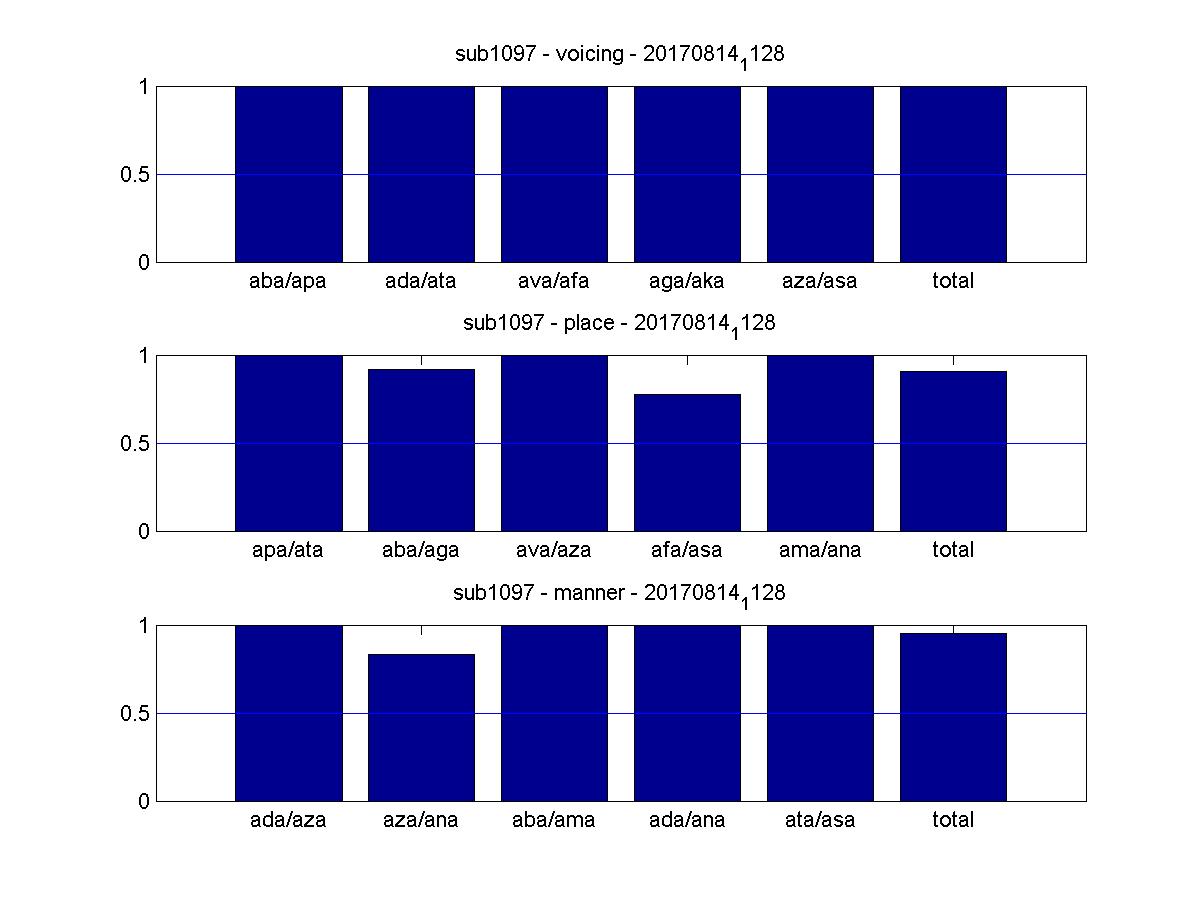 sub1097 - voicing - 20170814₁128
1
0.5
0
aba/apa ada/ata ava/afa aga/aka aza/asa total
sub1097 - place - 20170814₁128
1
0.5
0
apa/ata aba/aga ava/aza afa/asa ama/ana total
sub1097 - manner - 20170814₁128
1
0.5
0
ada/aza aza/ana aba/ama ada/ana ata/asa total